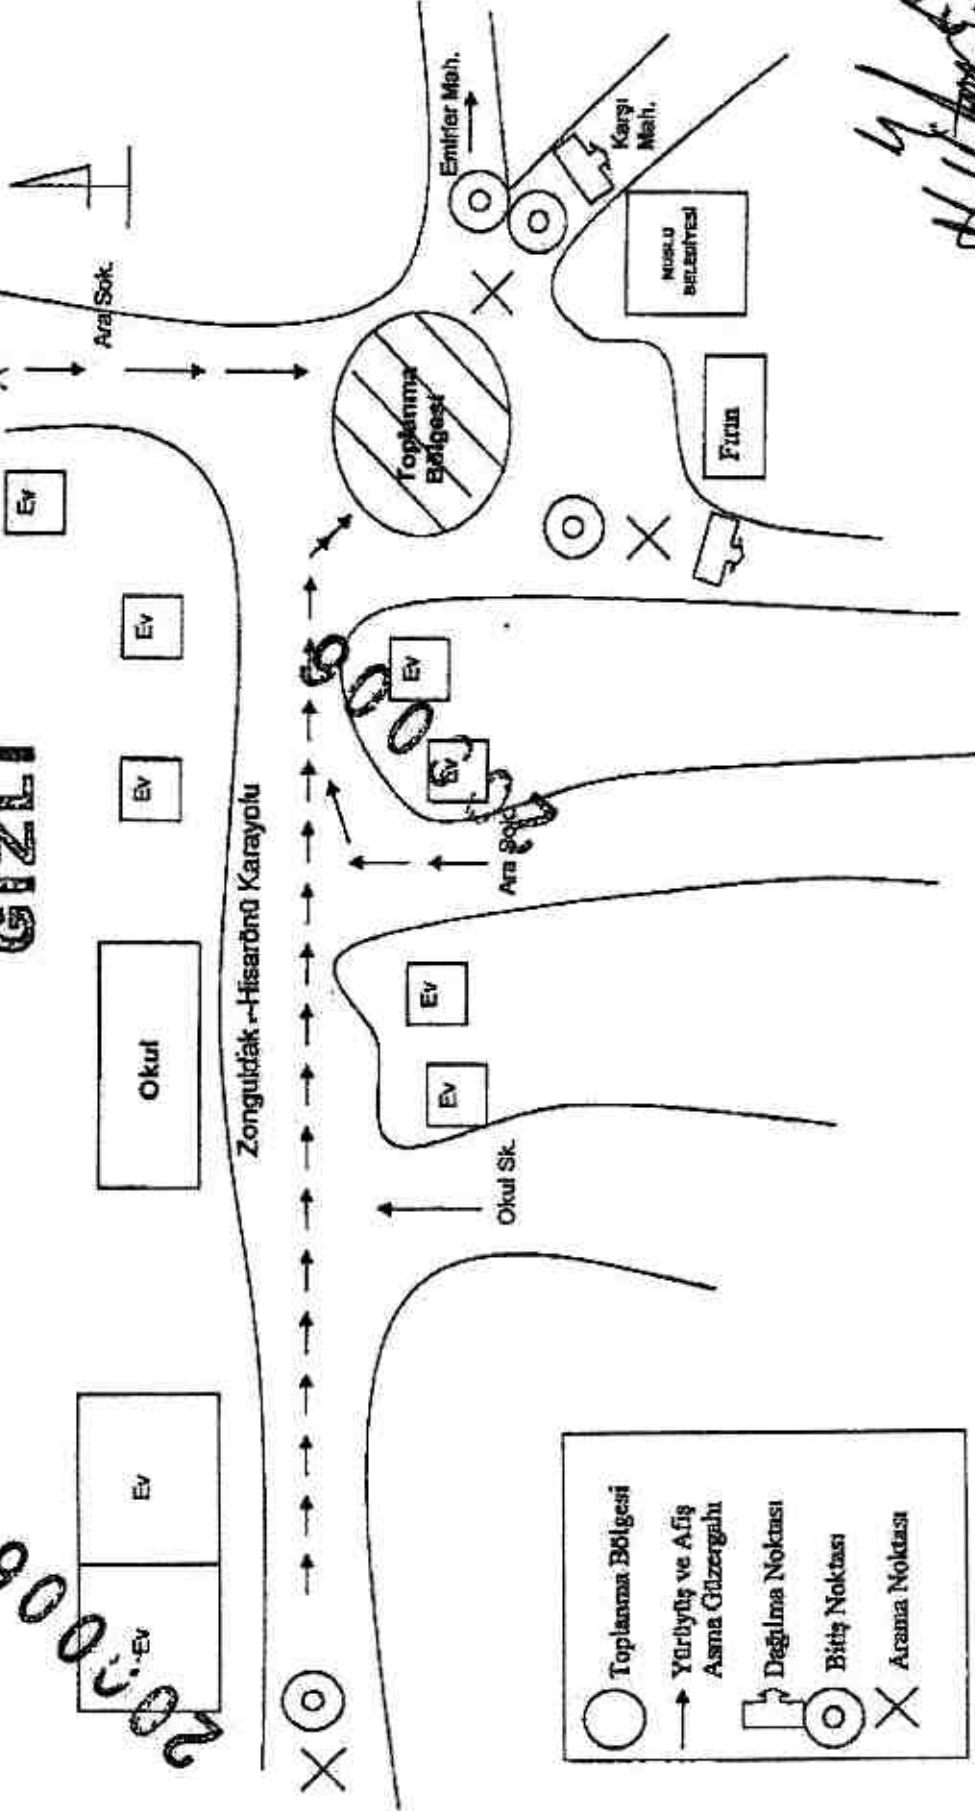 GİZLİ
Ara Sok.
Emirler Mah.
Karşı
Mah.
MUSLU
BELEDİYESİ
Fırın
Toplanma
Bölgesi
Ev
Ev
Ev
Okul
Ev
Ev
Zonguldak – Hisarönü Karayolu
Ev
Ev
Ara Sok.
Ev
Ev
Okul Sk.
Toplanma Bölgesi
Yürüyüş ve Afiş
Asma Güzergahı
Dağılma Noktası
Bitiş Noktası
Arama Noktası